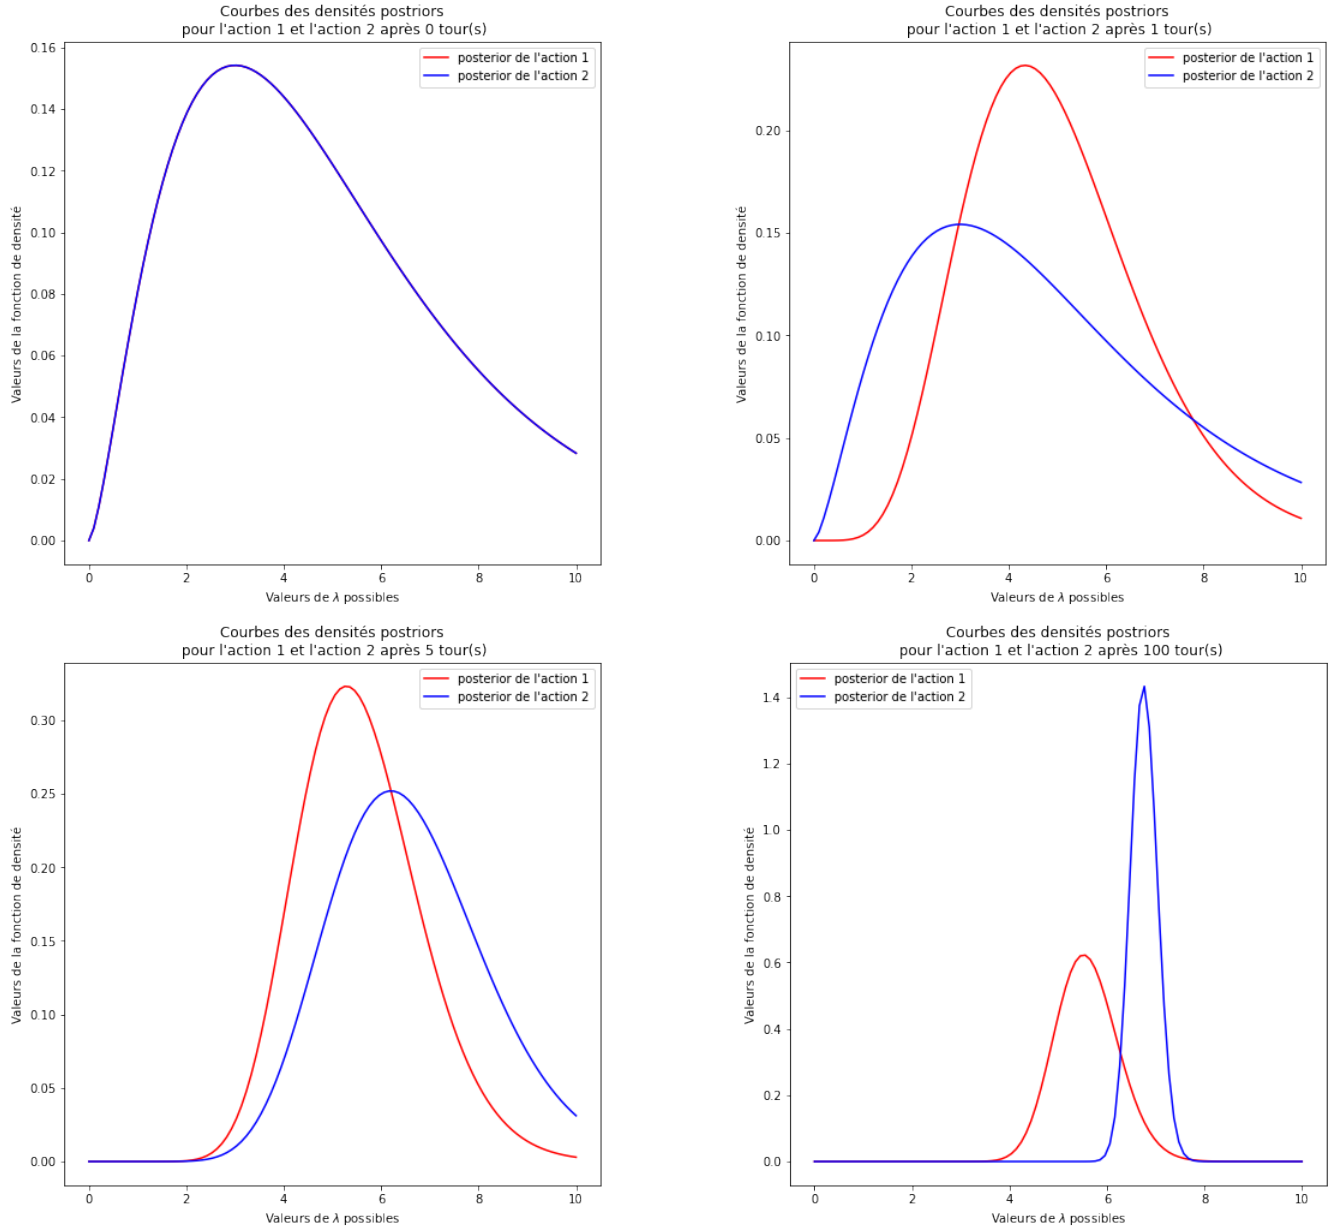 Courbes des densités postriors
pour l'action 1 et l'action 2 après 0 tour(s)
posterior de l'action 1
posterior de l'action 2
Valeurs de la fonction de densité
0.16
0.14
0.12
0.10
0.08
0.06
0.04
0.02
0.00
0 2 4 6 8 10
Valeurs de λ possibles
Courbes des densités postriors
pour l'action 1 et l'action 2 après 1 tour(s)
posterior de l'action 1
posterior de l'action 2
Valeurs de la fonction de densité
0.20
0.15
0.10
0.05
0.00
0 2 4 6 8 10
Valeurs de λ possibles
Courbes des densités postriors
pour l'action 1 et l'action 2 après 5 tour(s)
posterior de l'action 1
posterior de l'action 2
Valeurs de la fonction de densité
0.30
0.25
0.20
0.15
0.10
0.05
0.00
0 2 4 6 8 10
Valeurs de λ possibles
Courbes des densités postriors
pour l'action 1 et l'action 2 après 100 tour(s)
posterior de l'action 1
posterior de l'action 2
Valeurs de la fonction de densité
1.4
1.2
1.0
0.8
0.6
0.4
0.2
0.0
0 2 4 6 8 10
Valeurs de λ possibles